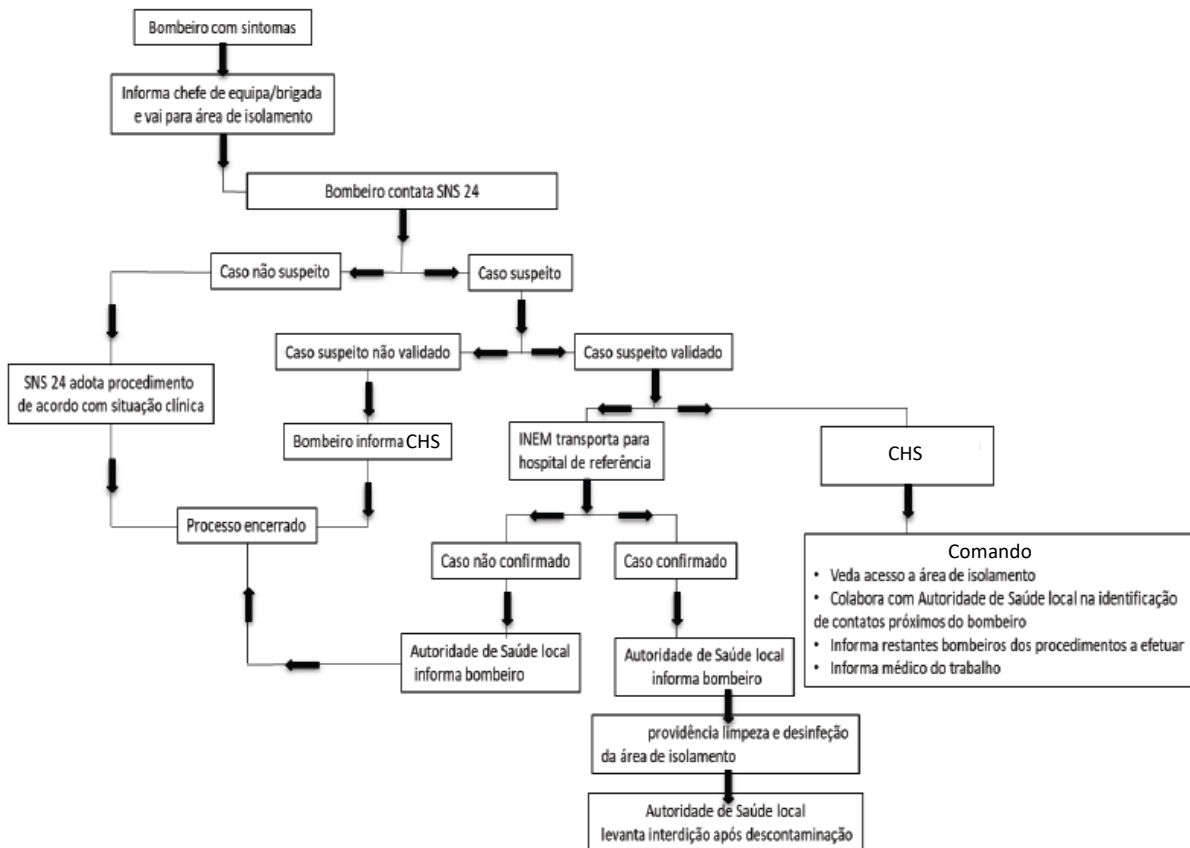 Bombeiro com sintomas
Informa chefe de equipa/brigada
e vai para área de isolamento
Bombeiro contata SNS 24
Caso não suspeito
Caso suspeito
Caso suspeito não validado
Caso suspeito validado
SNS 24 adota procedimento
de acordo com situação clínica
Bombeiro informa CHS
INEM transporta para
hospital de referência
CHS
Processo encerrado
Caso não confirmado
Caso confirmado
Comando
• Veda acesso a área de isolamento
• Colabora com Autoridade de Saúde local na identificação
de contatos próximos do bombeiro
• Informa restantes bombeiros dos procedimentos a efetuar
• Informa médico do trabalho
Autoridade de Saúde local
informa bombeiro
Autoridade de Saúde local
informa bombeiro
providência limpeza e desinfeção
da área de isolamento
Autoridade de Saúde local
levanta interdição após descontaminação